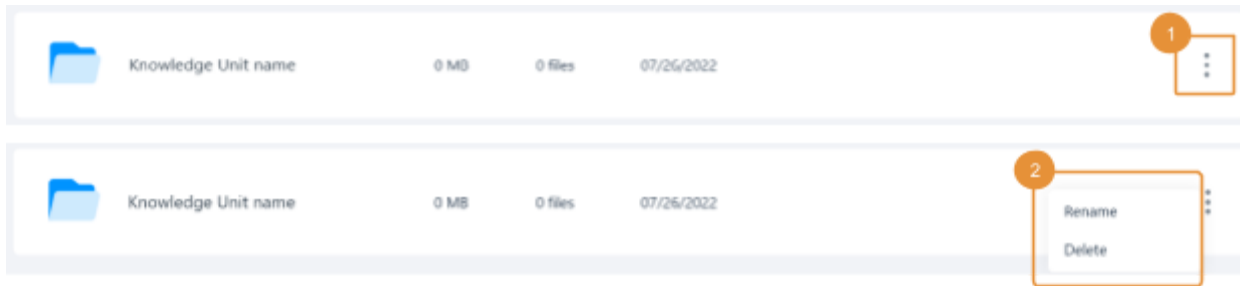 1
Knowledge Unit name 0 MB 0 files 07/26/2022
2
Knowledge Unit name 0 MB 0 files 07/26/2022
Rename
Delete